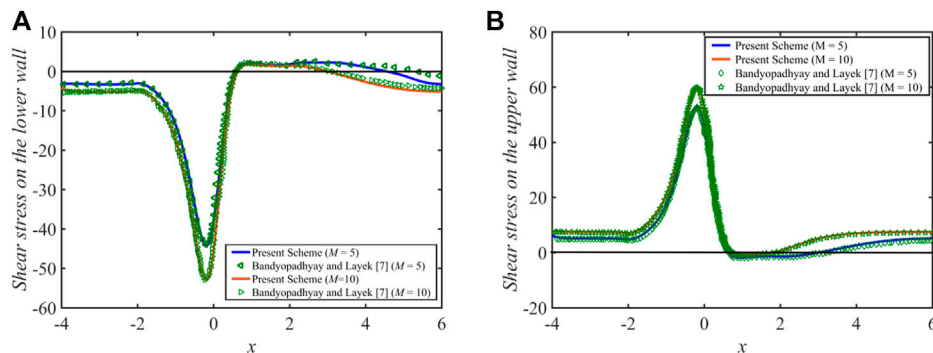 A
Shear stress on the lower wall
10
0
-10
-20
-30
-40
-50
-60
-4
-2
0
2
4
6
x
Present Scheme (M = 5)
Bandyopadhyay and Layek [7] (M = 5)
Present Scheme (M=10)
Bandyopadhyay and Layek [7] (M = 10)
B
Shear stress on the upper wall
80
60
40
20
0
-20
-4
-2
0
2
4
6
x
Present Scheme (M = 5)
Present Scheme (M = 10)
Bandyopadhyay and Layek [7] (M = 5)
Bandyopadhyay and Layek [7] (M = 10)